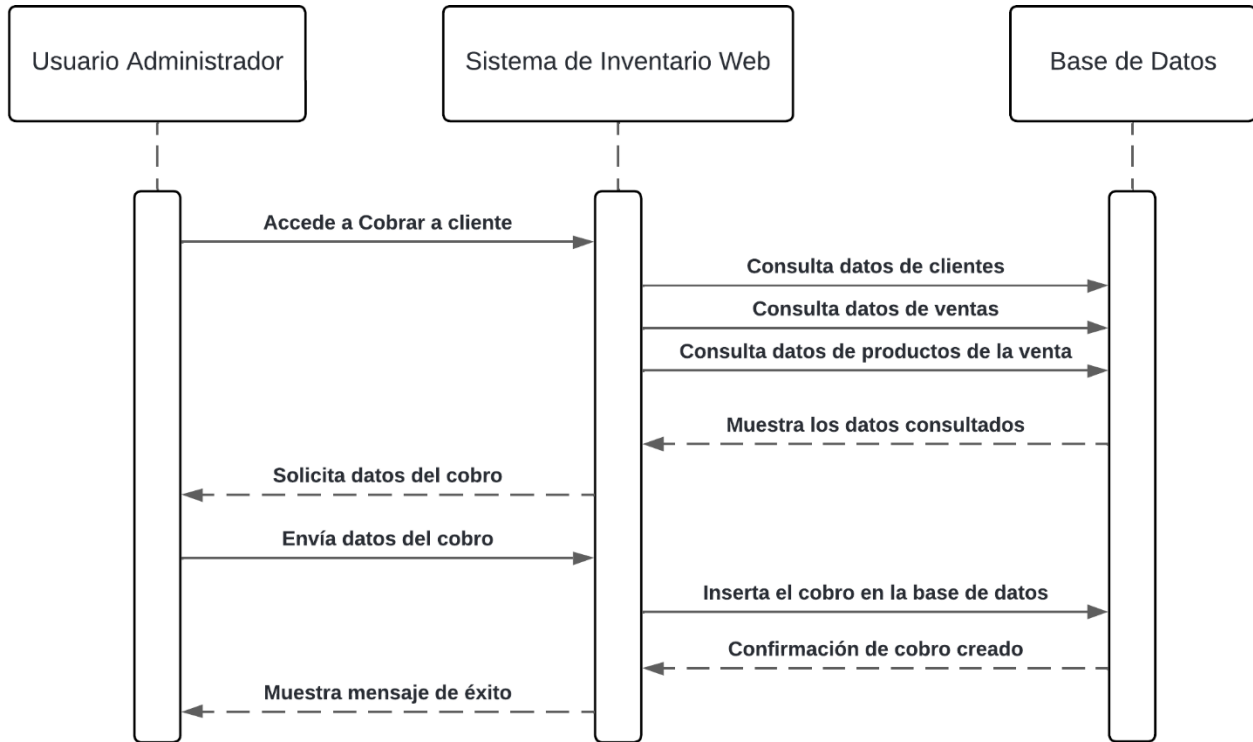 Usuario Administrador
Sistema de Inventario Web
Base de Datos
Accede a Cobrar a cliente
Consulta datos de clientes
Consulta datos de ventas
Consulta datos de productos de la venta
Muestra los datos consultados
Solicita datos del cobro
Envía datos del cobro
Inserta el cobro en la base de datos
Confirmación de cobro creado
Muestra mensaje de éxito